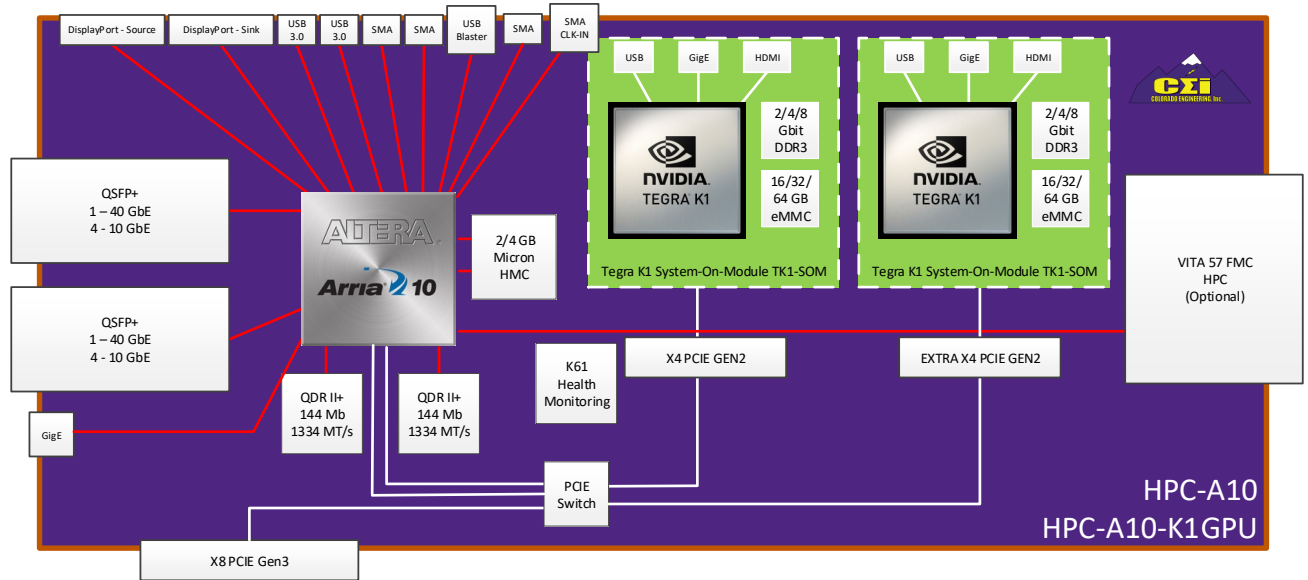 DisplayPort - Source
DisplayPort - Sink
USB
3.0
USB
3.0
SMA
SMA
USB
Blaster
SMA
SMA
CLK-IN
USB
GigE
HDMI
2/4/8
Gbit
DDR3
16/32/
64 GB
eMMC
NVIDIA.
TEGRA K1
Tegra K1 System-On-Module TK1-SOM
USB
GigE
HDMI
2/4/8
Gbit
DDR3
16/32/
64 GB
eMMC
NVIDIA.
TEGRA K1
Tegra K1 System-On-Module TK1-SOM
CΣi
COLORADO ENGINEERING Inc.
QSFP+
1 – 40 GbE
4 - 10 GbE
ALTERA
Arria 10
2/4 GB
Micron
HMC
VITA 57 FMC
HPC
(Optional)
QSFP+
1 – 40 GbE
4 - 10 GbE
X4 PCIE GEN2
EXTRA X4 PCIE GEN2
K61
Health
Monitoring
QDR II+
144 Mb
1334 MT/s
QDR II+
144 Mb
1334 MT/s
GigE
PCIE
Switch
HPC-A10
HPC-A10-K1GPU
X8 PCIE Gen3